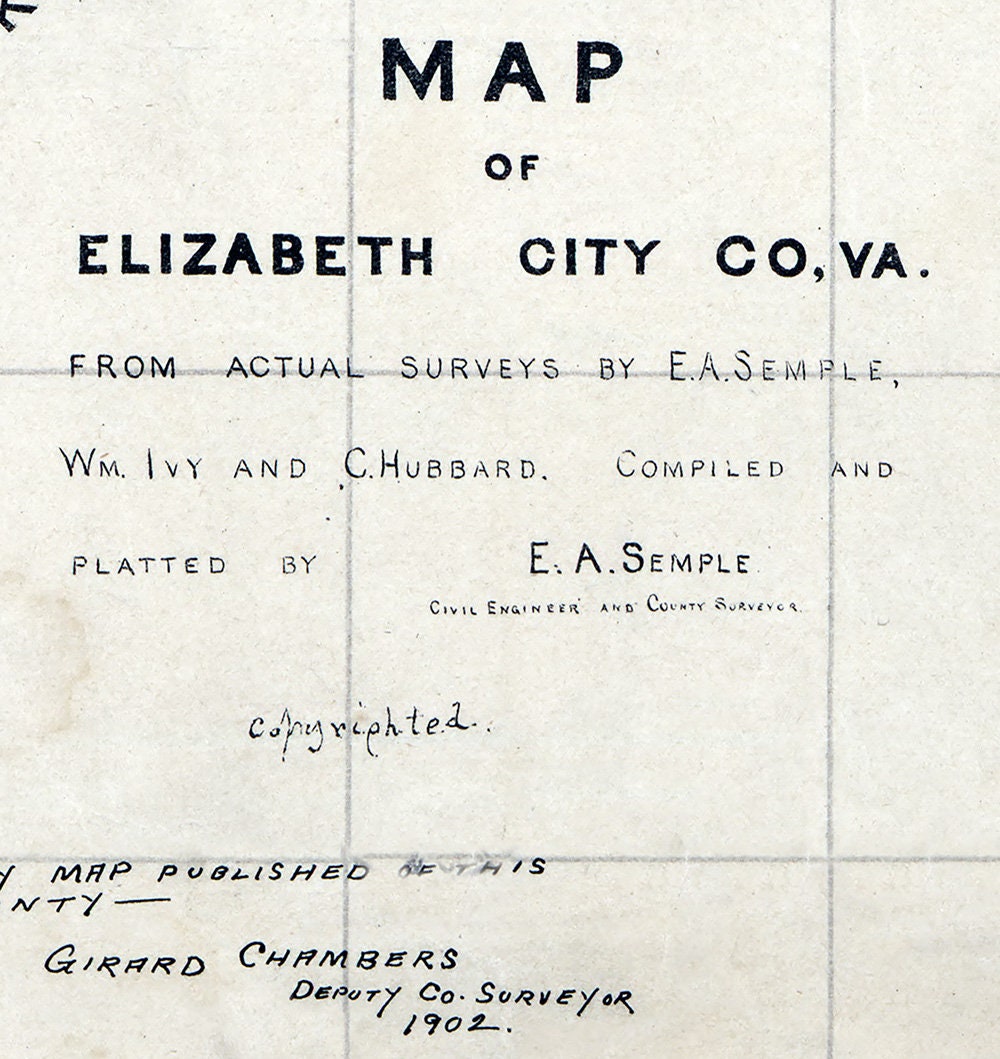 MAP
OF
ELIZABETH CITY CO, VA.
FROM ACTUAL SURVEYS BY E.A. SEMPLE,
WM. IVY AND C. HUBBARD. COMPILED AND
PLATTED BY E. A. SEMPLE
CIVIL ENGINEER AND COUNTY SURVEYOR.
copyrighted.
Y MAP PUBLISHED OF THIS
NTY —
GIRARD CHAMBERS
DEPUTY CO. SURVEYOR
1902.